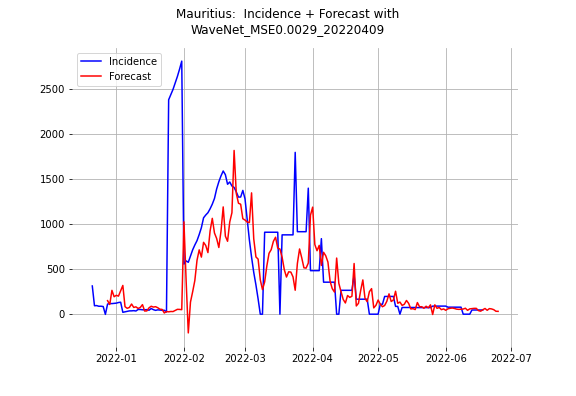 Mauritius:  Incidence + Forecast with
WaveNet_MSE0.0029_20220409
Incidence
Forecast
2500
2000
1500
1000
500
0
2022-01 2022-02 2022-03 2022-04 2022-05 2022-06 2022-07